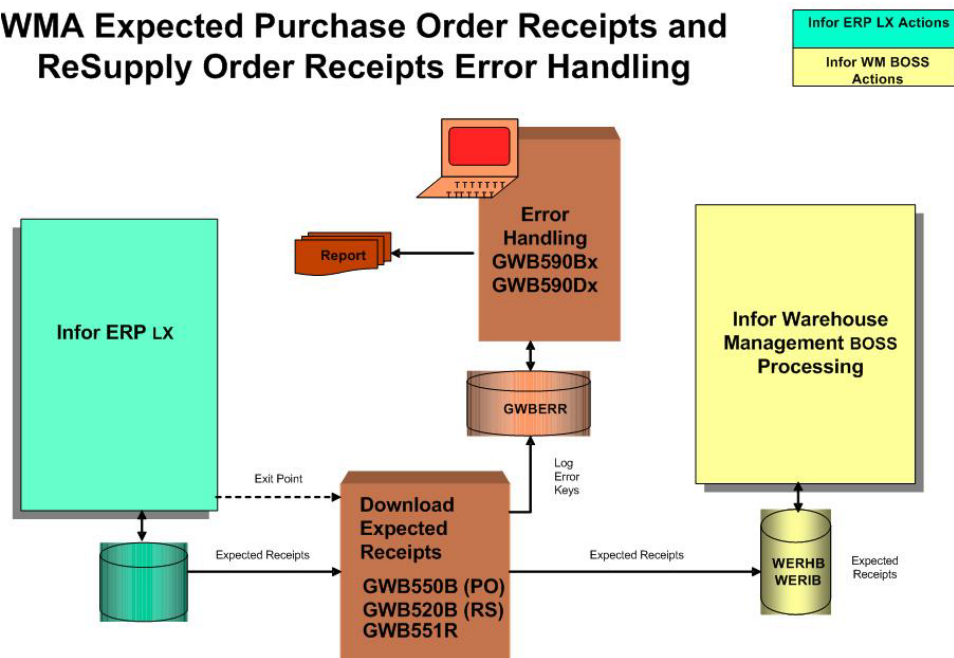 WMA Expected Purchase Order Receipts and
ReSupply Order Receipts Error Handling
Infor ERP LX Actions
Infor WM BOSS
Actions
Error
Handling
GWB590Bx
GWB590Dx
Report
Infor ERP LX
Infor Warehouse
Management BOSS
Processing
GWBERR
Log
Error
Keys
Exit Point
Download
Expected
Receipts
GWB550B (PO)
GWB520B (RS)
GWB551R
Expected Receipts
Expected Receipts
WERHB
WERIB
Expected
Receipts